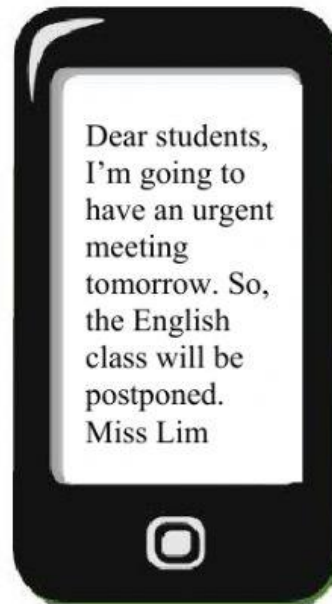 Dear students,
I'm going to
have an urgent
meeting
tomorrow. So,
the English
class will be
postponed.
Miss Lim